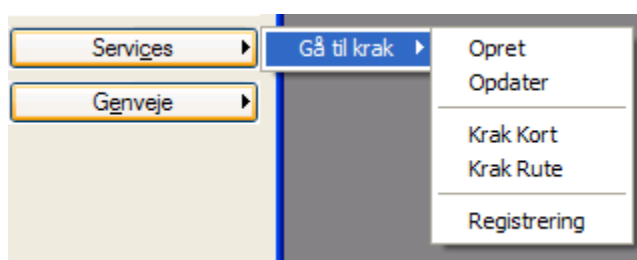 Services
Genveje
Gå til krak
Opret
Opdater
Krak Kort
Krak Rute
Registrering